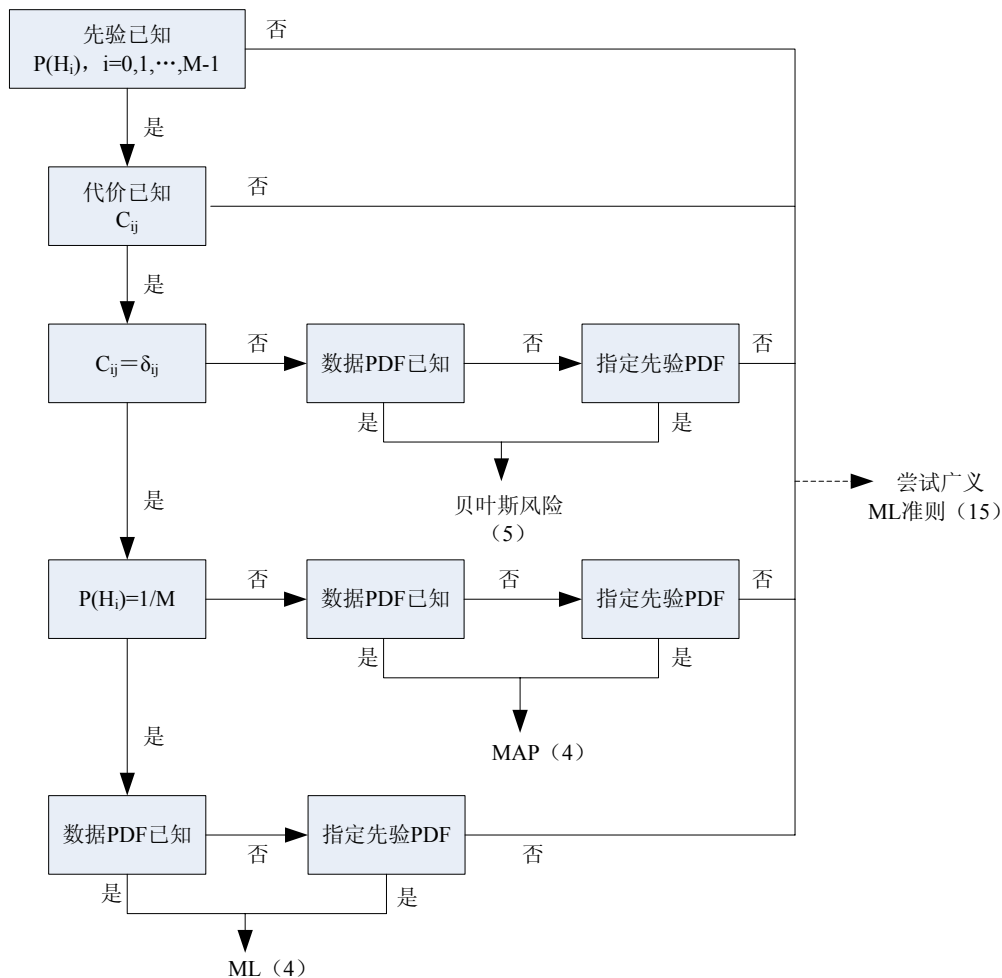 先验已知
P(Hi)，i=0,1,…,M-1
否
是
代价已知
Cij
否
是
Cij＝δij
否
数据PDF已知
否
指定先验PDF
否
是
是
贝叶斯风险
（5）
尝试广义
ML准则（15）
是
P(Hi)=1/M
否
数据PDF已知
否
指定先验PDF
否
是
是
MAP（4）
是
数据PDF已知
否
指定先验PDF
否
是
是
ML（4）